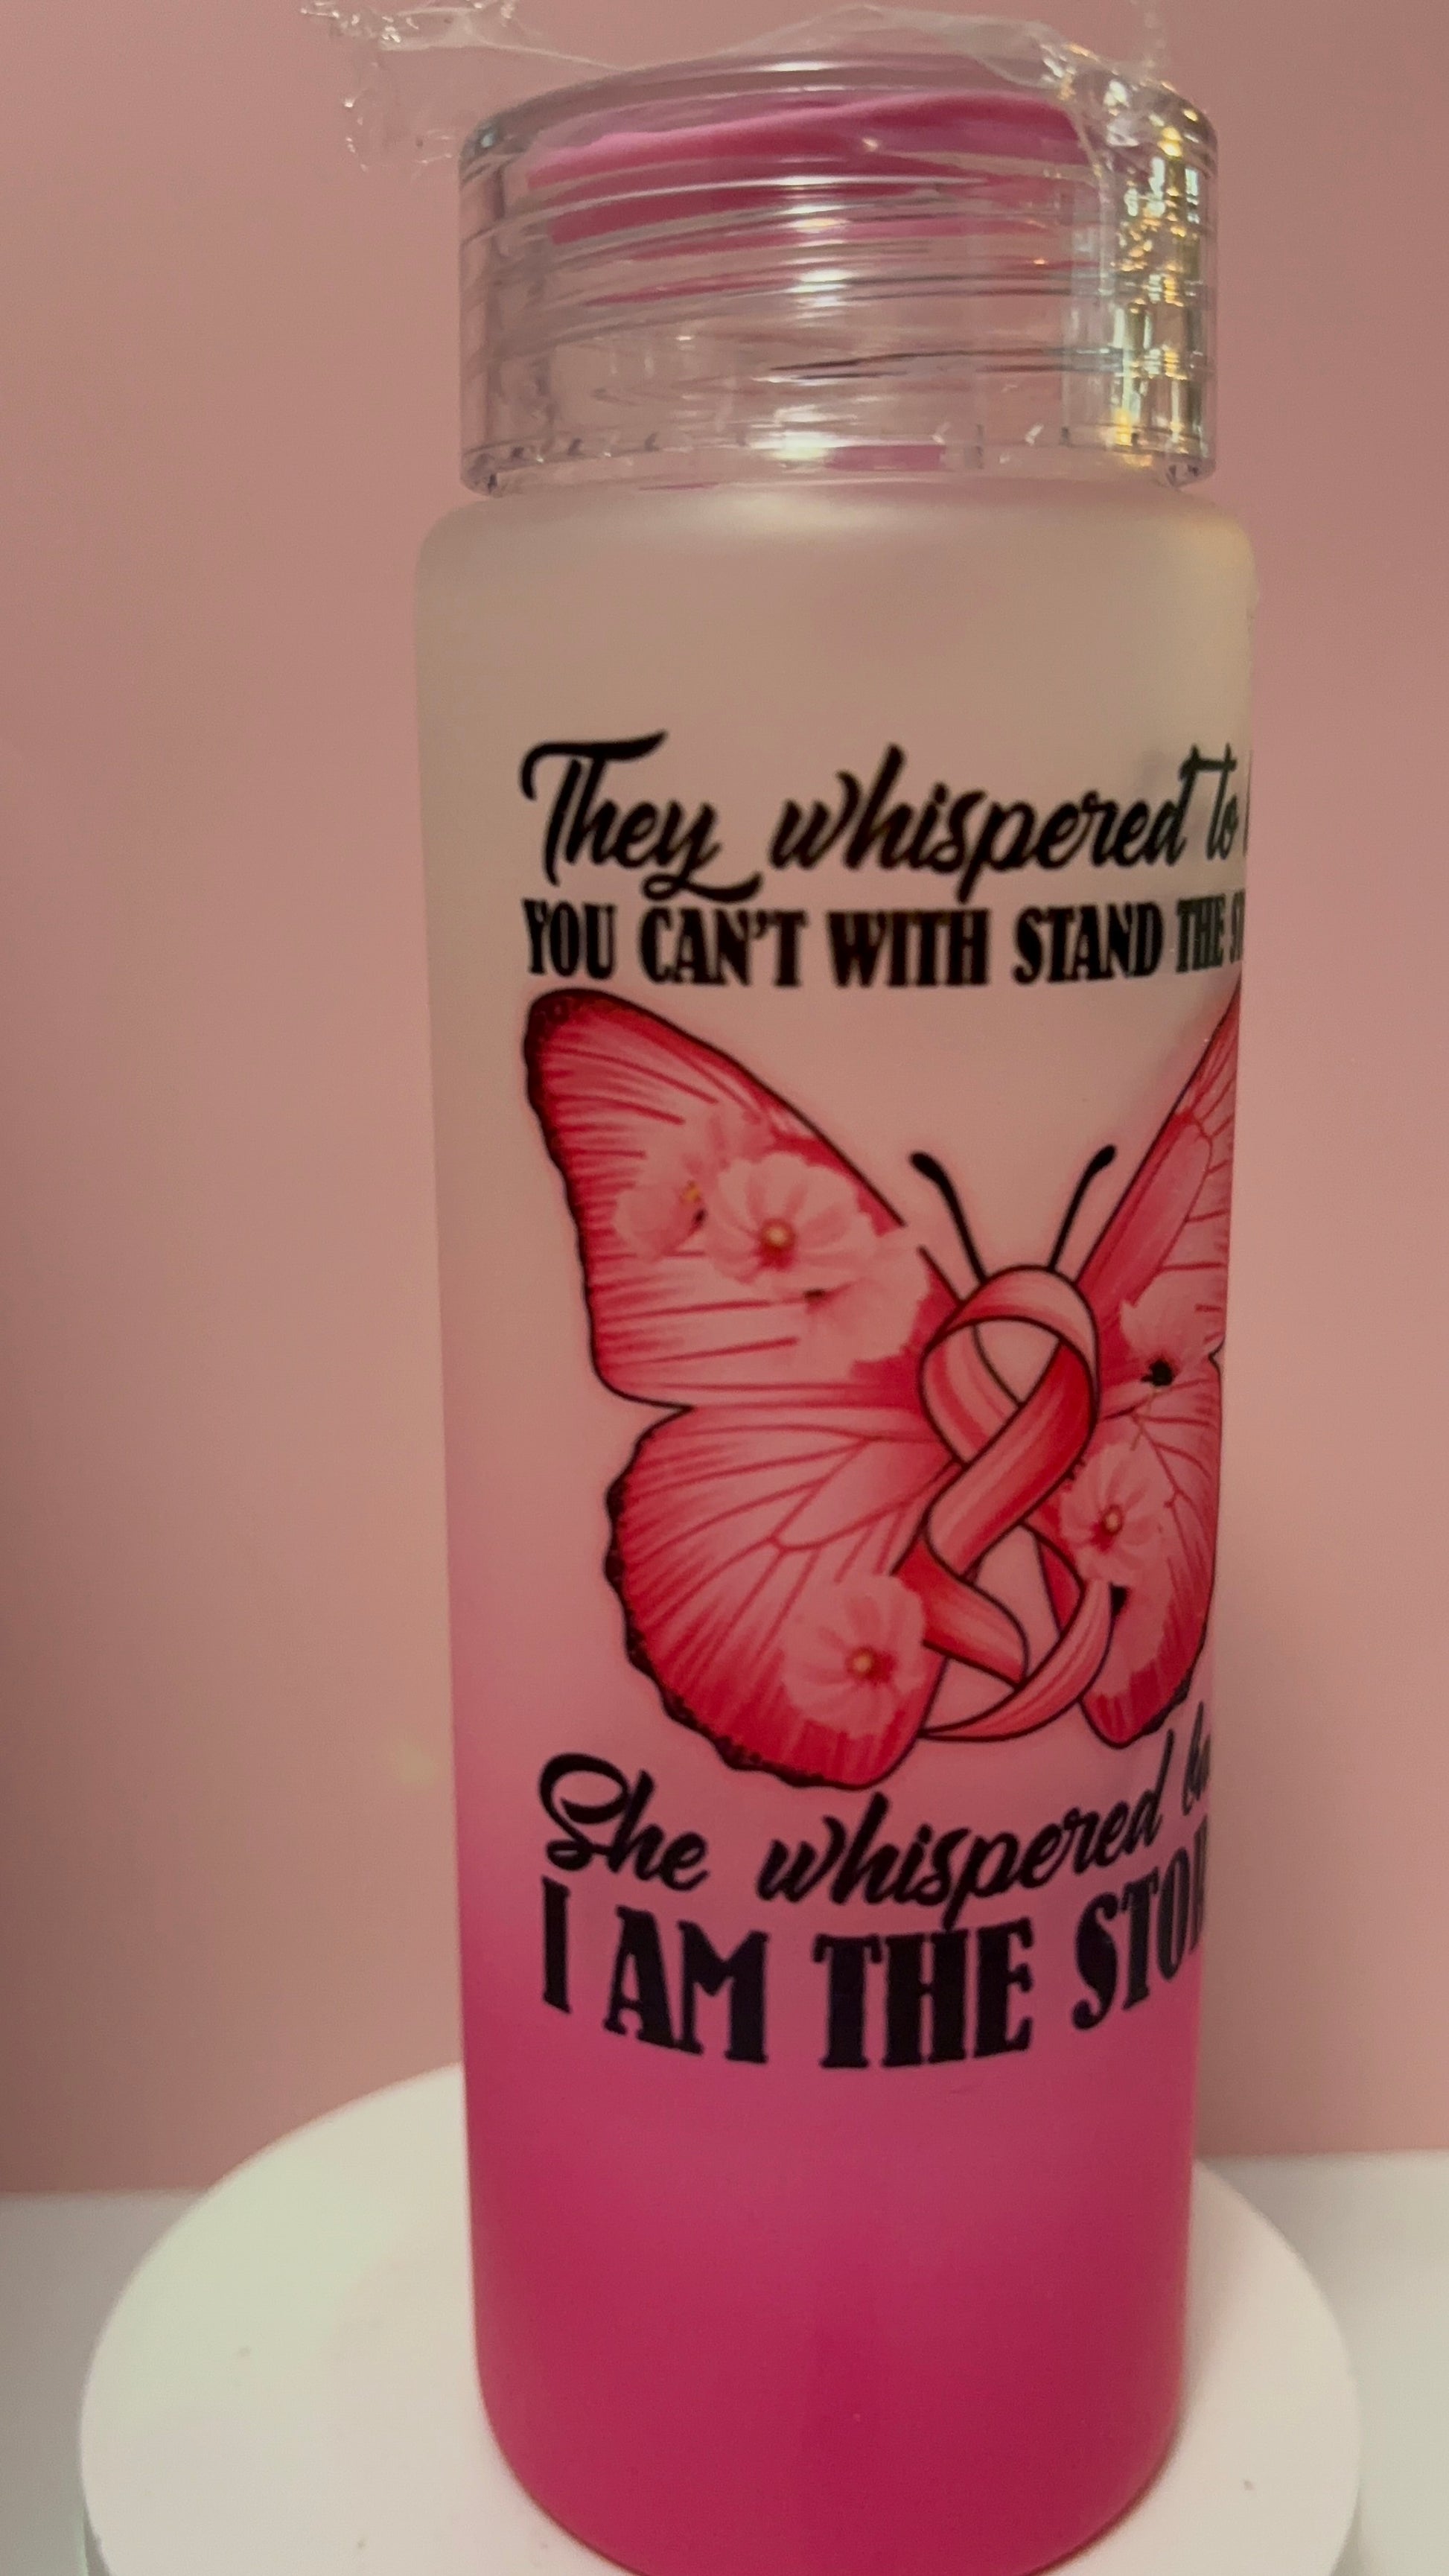 They whispered to
YOU CAN'T WITH STAND THE
She whispered
I AM THE